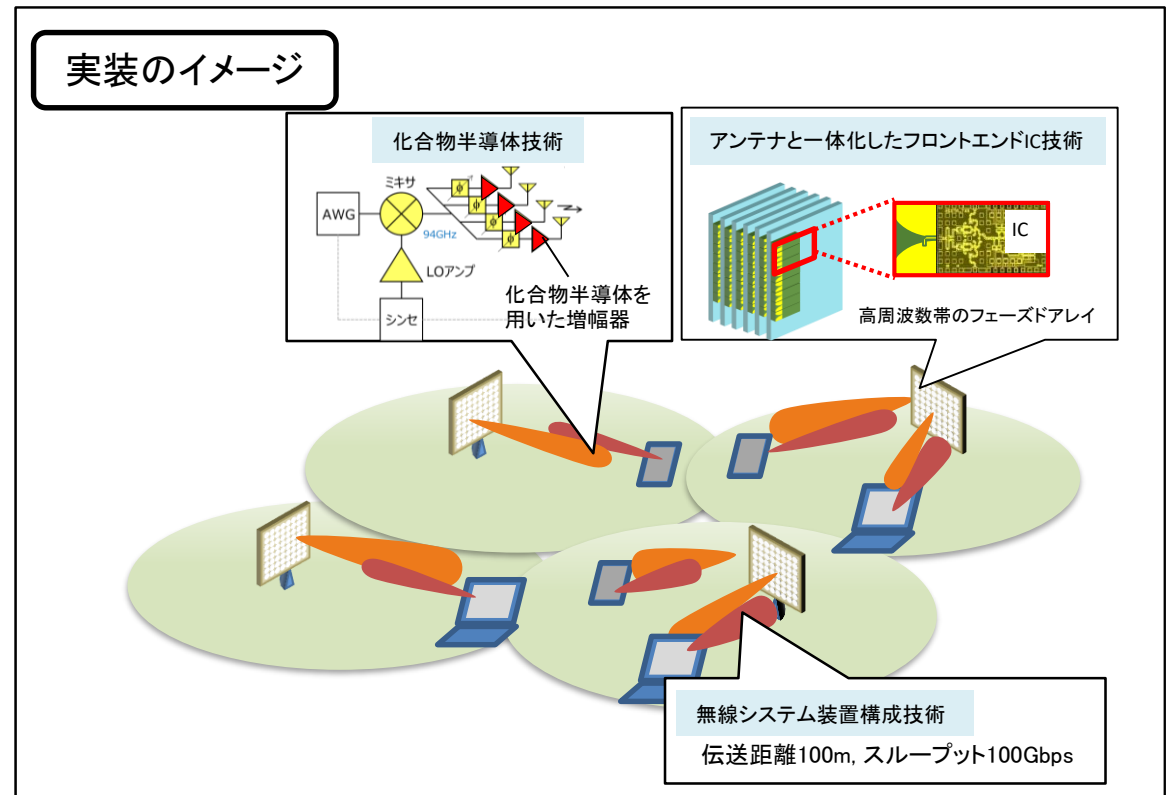 実装のイメージ
化合物半導体技術
ミキサ
AWG
94GHz
LOアンプ
シンセ
ϕ
ϕ
ϕ
ϕ
化合物半導体を
用いた増幅器
アンテナと一体化したフロントエンドIC技術
IC
高周波数帯のフェーズドアレイ
無線システム装置構成技術
伝送距離100m, スループット100Gbps